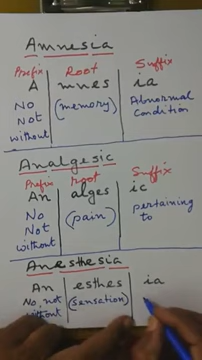 Amnesia
Prefix Root Suffix
A mnes ia
No (memory) Abnormal
Not Condition
without
Analgesic
Prefix root Suffix
An alges ic
No (pain) pertaining
Not to
without
Anesthesia
An esthes ia
No, not (sensation)
without